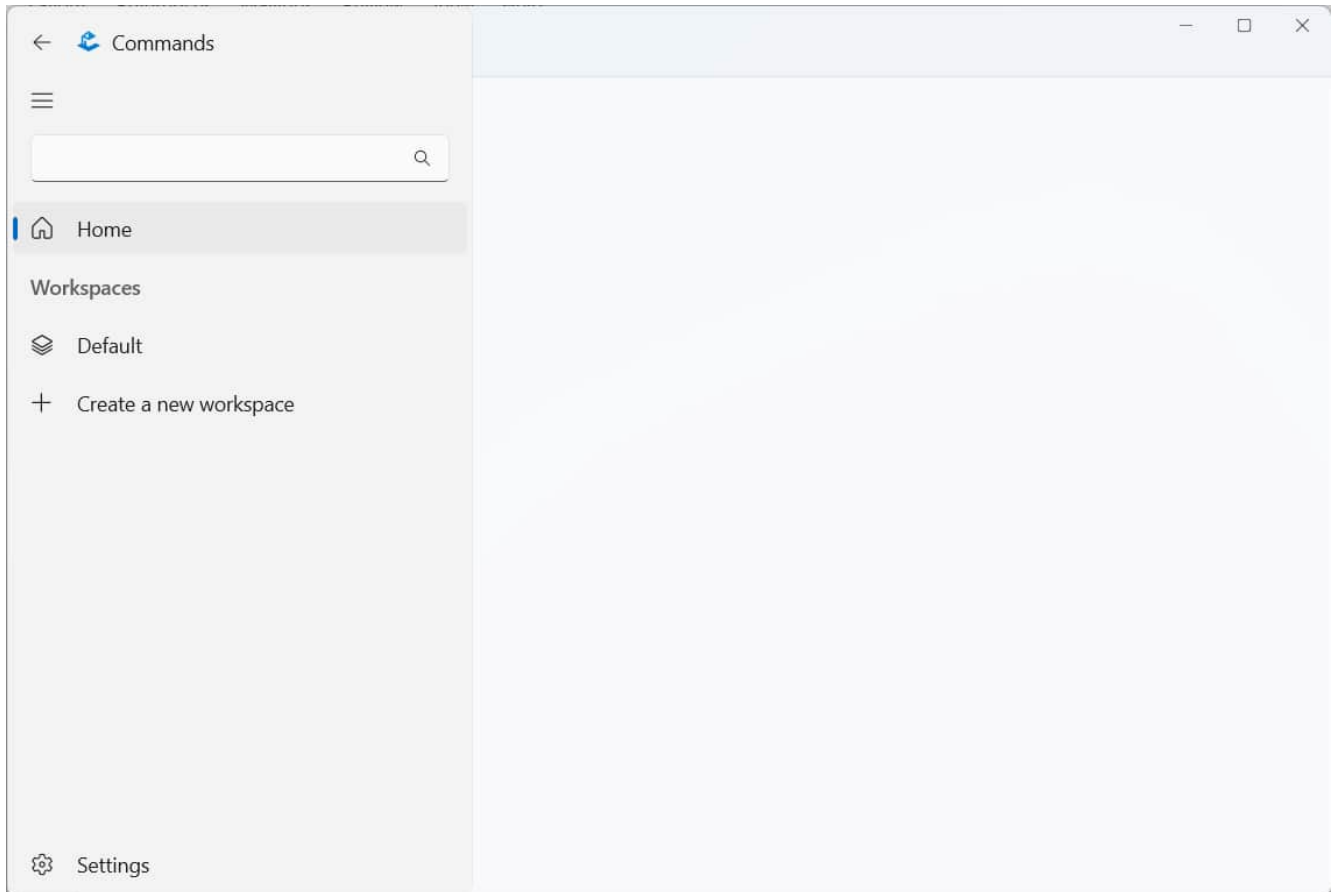 Commands
Home
Workspaces
Default
Create a new workspace
Settings